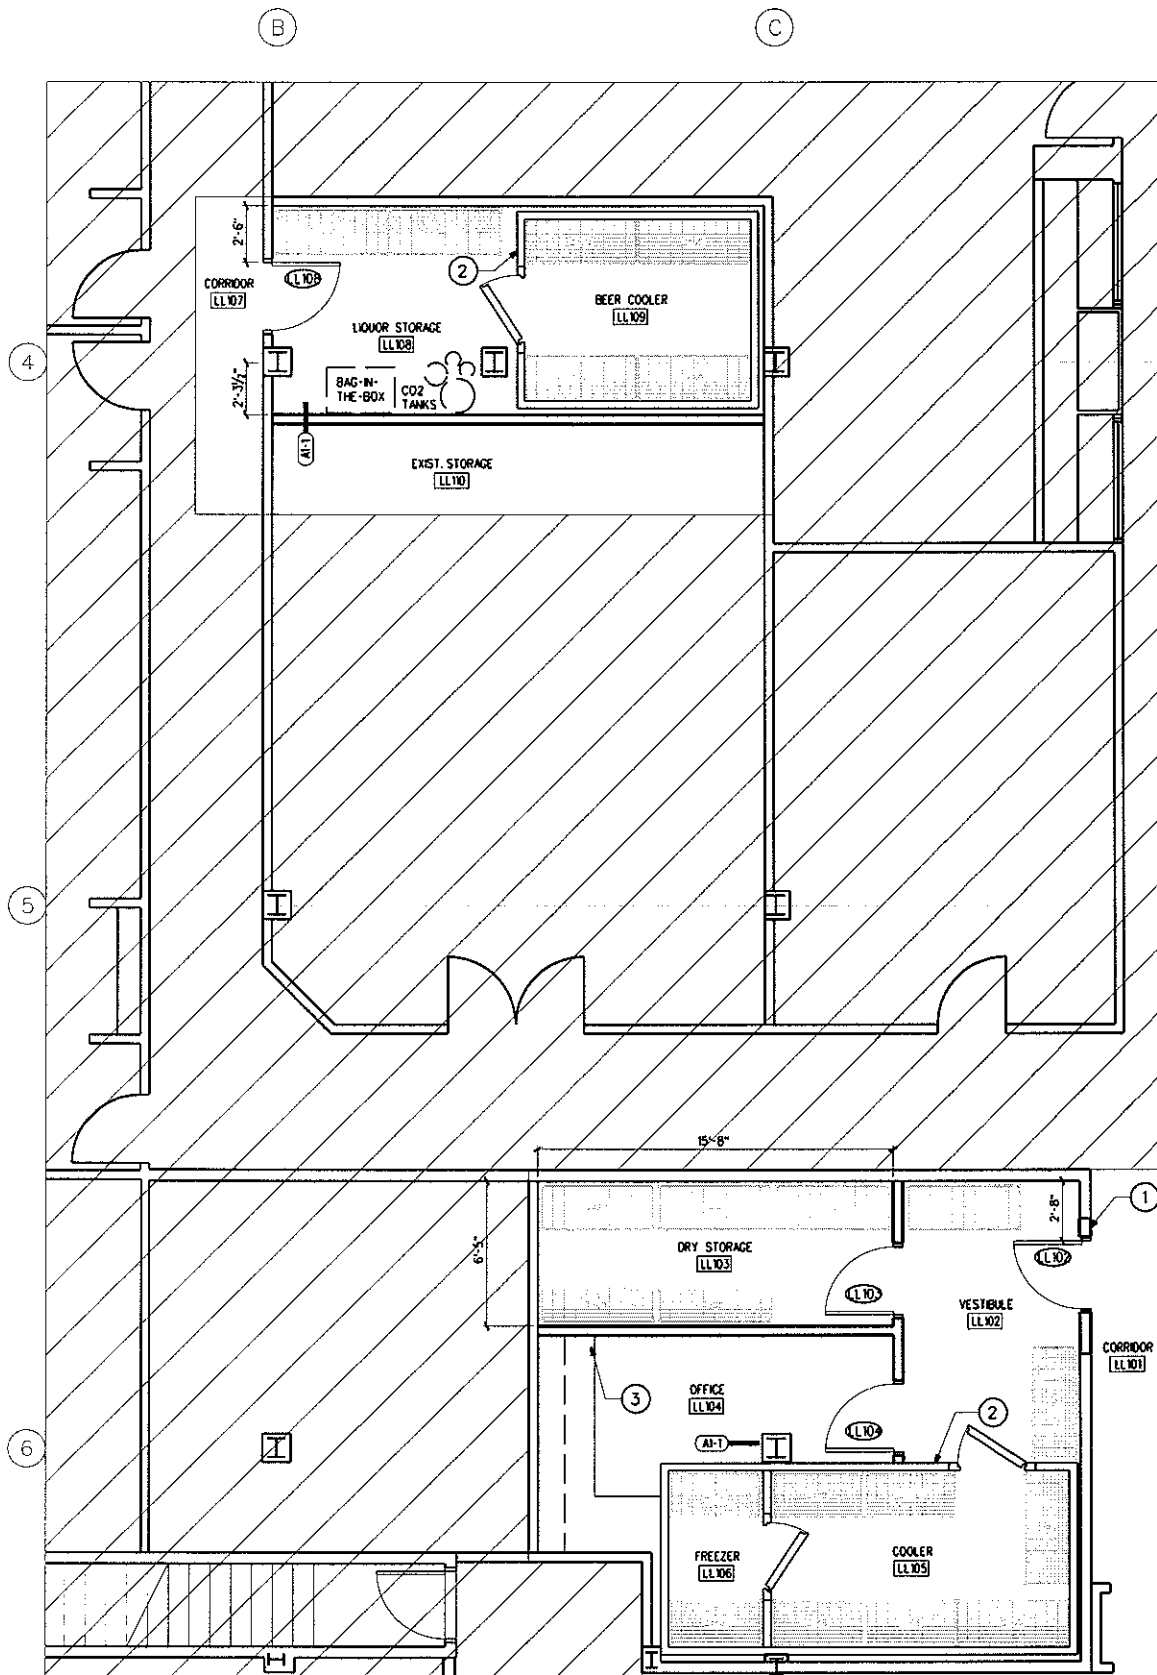 B
C
2'-6"
LL108
2
CORRIDOR
LL107
BEER COOLER
LL109
LIQUOR STORAGE
LL108
4
2'-3½"
BAG-IN-
THE-BOX
CO2
TANKS
A1-1
EXIST. STORAGE
LL110
5
15'-8"
1
2'-8"
6'-5"
DRY STORAGE
LL103
LL102
LL103
VESTIBULE
LL102
CORRIDOR
LL101
3
OFFICE
LL104
2
LL104
6
A1-1
FREEZER
LL106
COOLER
LL105